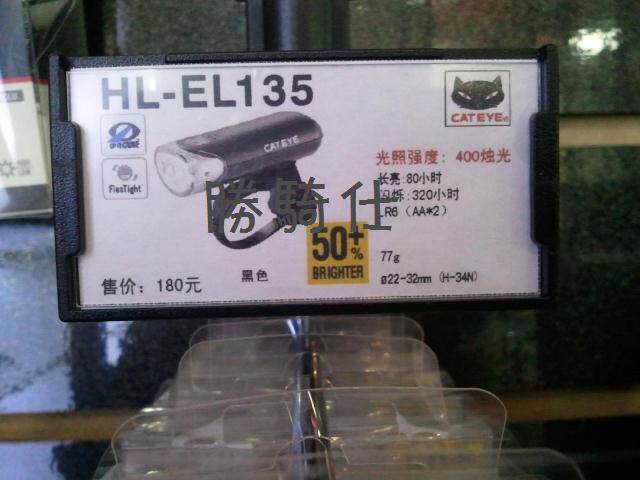 HL-EL135
OPTICUBE
FlexTight
CATEYE
CATEYE
光照强度: 400烛光
长亮:80小时
闪烁:320小时
LR6 (AA*2)
勝騎仕
50+%
BRIGHTER
77g
ø22-32mm (H-34N)
黑色
售价: 180元